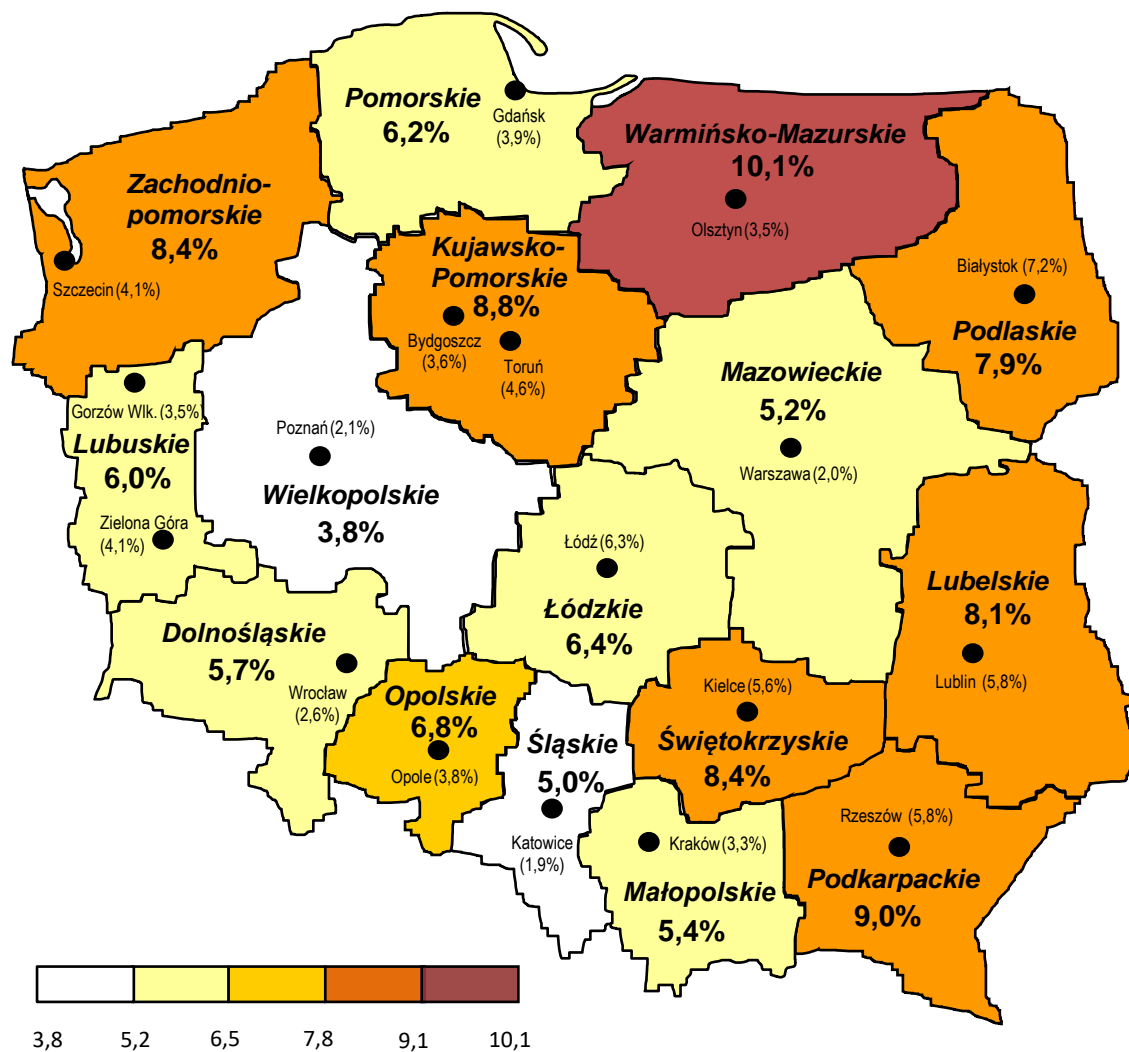 Pomorskie
6,2%
Gdańsk
(3,9%)
Warmińsko-Mazurskie
10,1%
Olsztyn (3,5%)
Zachodnio-
pomorskie
8,4%
Szczecin (4,1%)
Kujawsko-
Pomorskie
8,8%
Bydgoszcz
(3,6%)
Toruń
(4,6%)
Białystok (7,2%)
Podlaskie
7,9%
Mazowieckie
5,2%
Warszawa (2,0%)
Gorzów Wlk. (3,5%)
Lubuskie
6,0%
Zielona Góra
(4,1%)
Poznań (2,1%)
Wielkopolskie
3,8%
Łódź (6,3%)
Łódzkie
6,4%
Lubelskie
8,1%
Lublin (5,8%)
Dolnośląskie
5,7%
Wrocław
(2,6%)
Opolskie
6,8%
Opole (3,8%)
Śląskie
5,0%
Katowice
(1,9%)
Kielce (5,6%)
Świętokrzyskie
8,4%
Kraków (3,3%)
Małopolskie
5,4%
Rzeszów (5,8%)
Podkarpackie
9,0%
3,8 5,2 6,5 7,8 9,1 10,1